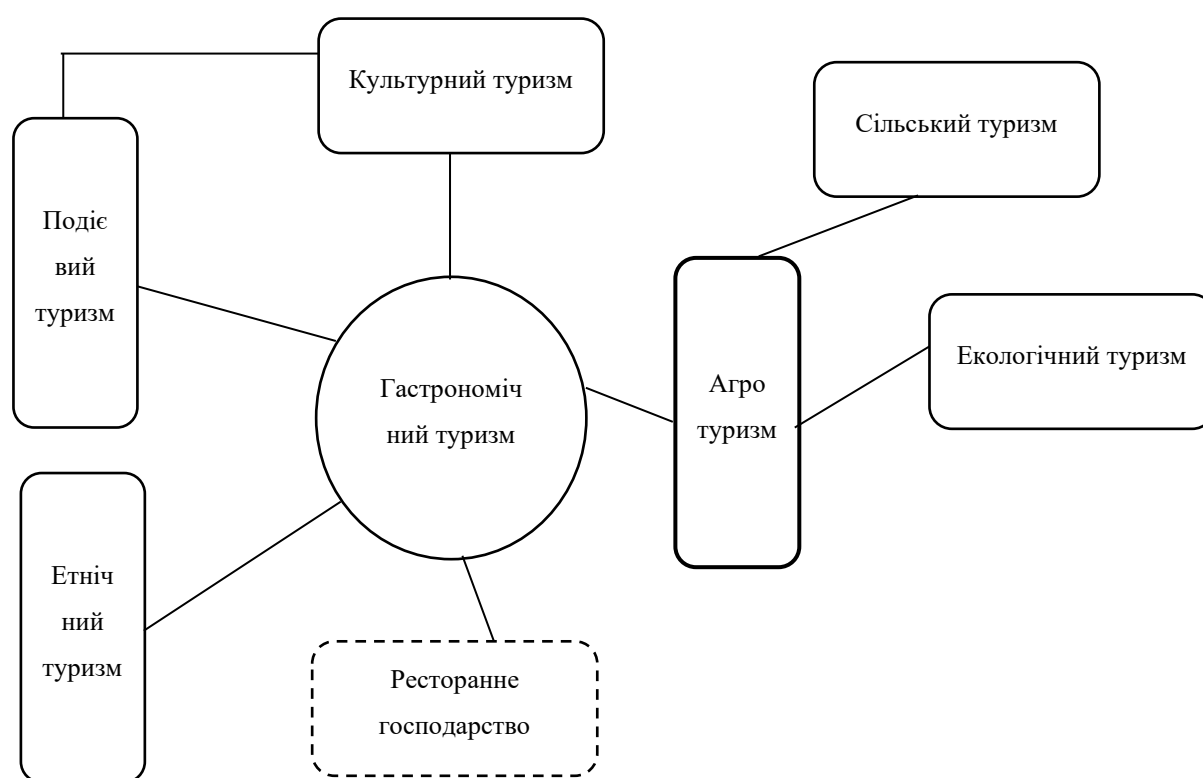 Культурний туризм
Сільський туризм
Подіє
вий
туризм
Екологічний туризм
Гастрономіч
ний туризм
Агро
туризм
Етніч
ний
туризм
Ресторанне
господарство